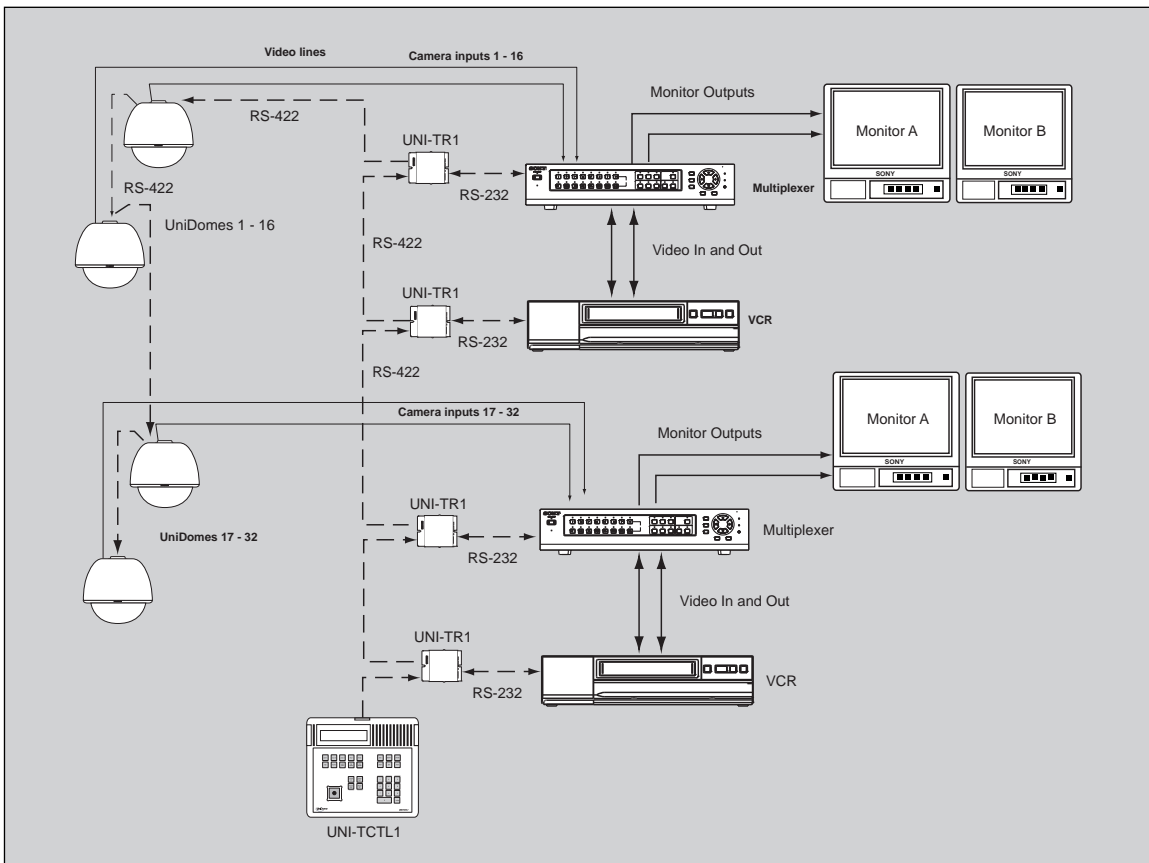 Video lines
Camera inputs 1 - 16
RS-422
Monitor Outputs
Monitor A
Monitor B
UNI-TR1
SONY
SONY
RS-232
Multiplexer
RS-422
UniDomes 1 - 16
RS-422
Video In and Out
UNI-TR1
VCR
RS-232
RS-422
Camera inputs 17 - 32
Monitor Outputs
Monitor A
Monitor B
SONY
SONY
UNI-TR1
Multiplexer
UniDomes 17 - 32
RS-232
Video In and Out
UNI-TR1
RS-232
VCR
UNI-TCTL1